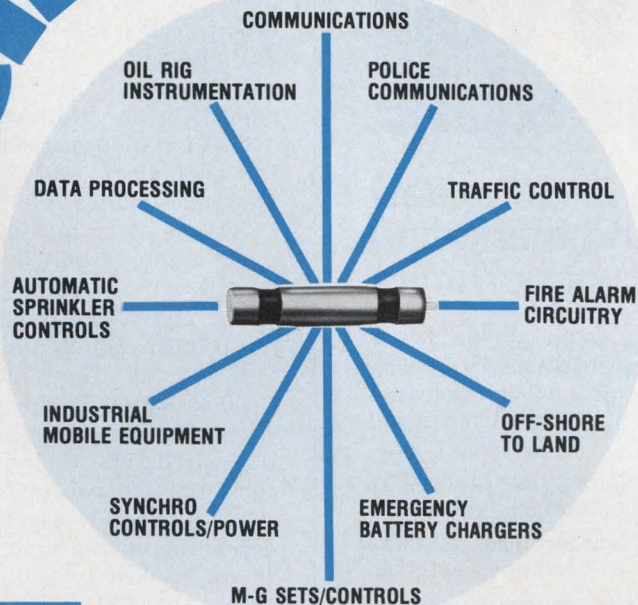 COMMUNICATIONS
OIL RIG
INSTRUMENTATION
POLICE
COMMUNICATIONS
DATA PROCESSING
TRAFFIC CONTROL
AUTOMATIC
SPRINKLER
CONTROLS
FIRE ALARM
CIRCUITRY
INDUSTRIAL
MOBILE EQUIPMENT
OFF-SHORE
TO LAND
SYNCHRO
CONTROLS/POWER
EMERGENCY
BATTERY CHARGERS
M-G SETS/CONTROLS